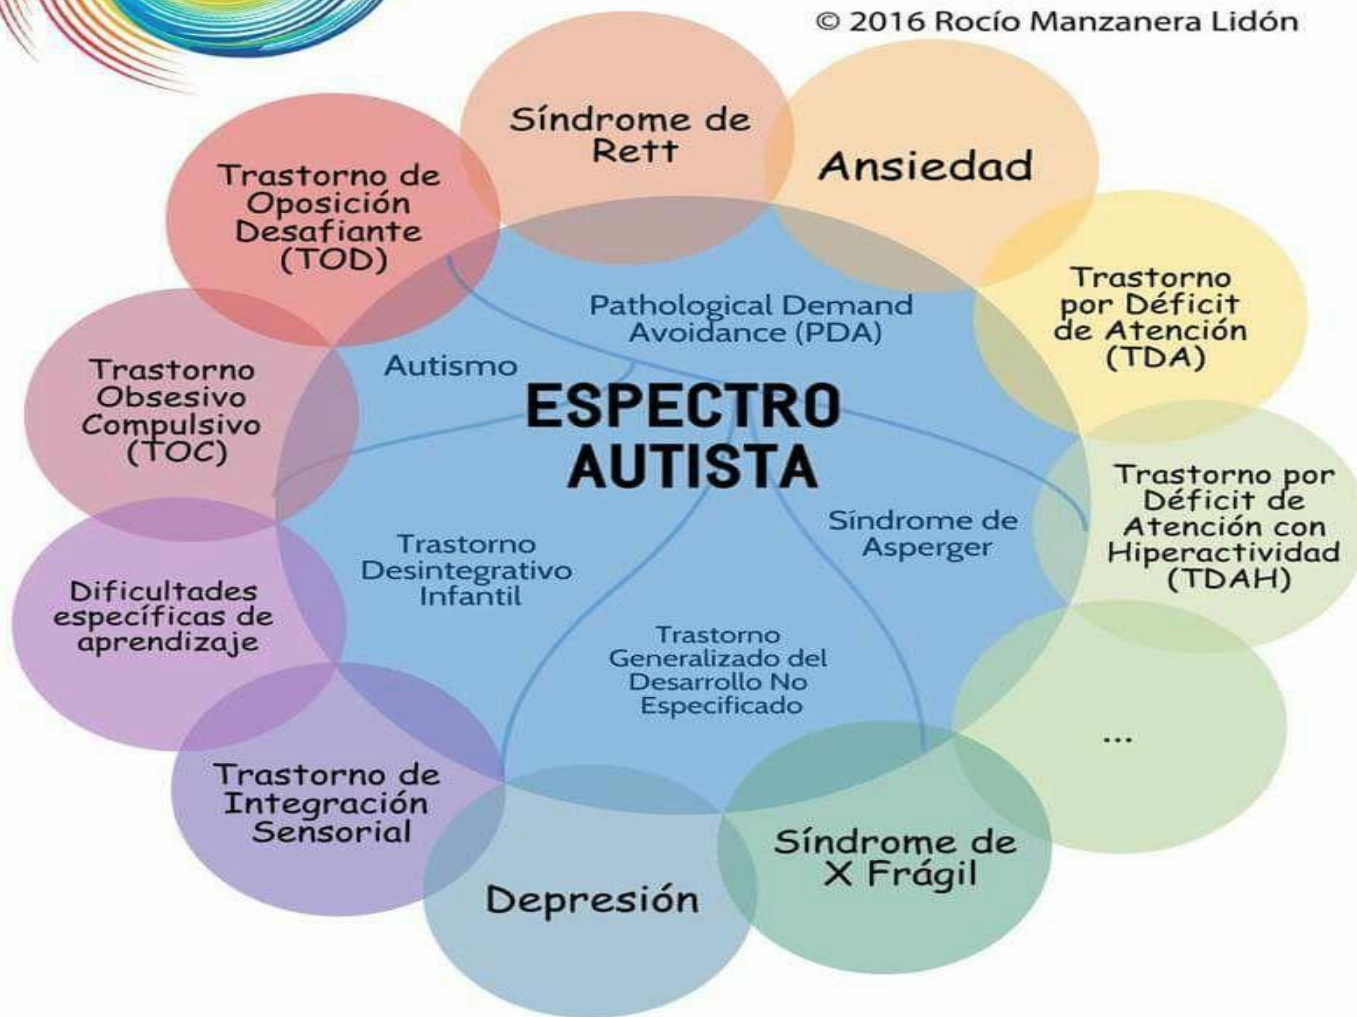 © 2016 Rocío Manzanera Lidón
Síndrome de
Rett
Ansiedad
Trastorno de
Oposición
Desafiante
(TOD)
Trastorno
por Déficit
de Atención
(TDA)
Pathological Demand
Avoidance (PDA)
Autismo
Trastorno
Obsesivo
Compulsivo
(TOC)
ESPECTRO
AUTISTA
Trastorno por
Déficit de
Atención con
Hiperactividad
(TDAH)
Síndrome de
Asperger
Trastorno
Desintegrativo
Infantil
Dificultades
específicas de
aprendizaje
Trastorno
Generalizado del
Desarrollo No
Especificado
...
Trastorno de
Integración
Sensorial
Síndrome de
X Frágil
Depresión